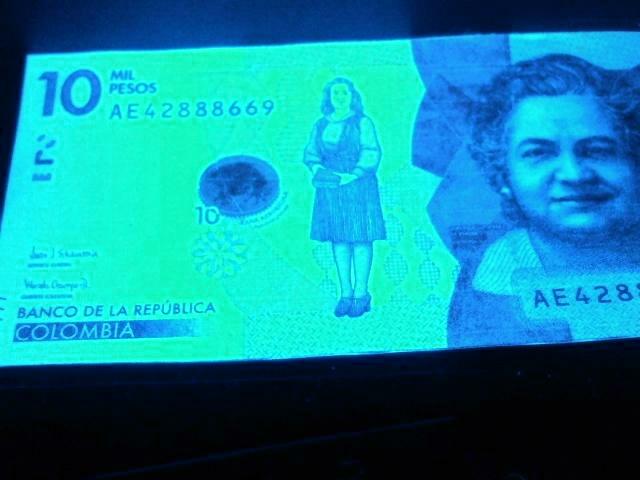 10 MIL
PESOS
AE42888669
10
BANCO DE LA REPÚBLICA
COLOMBIA
AE428